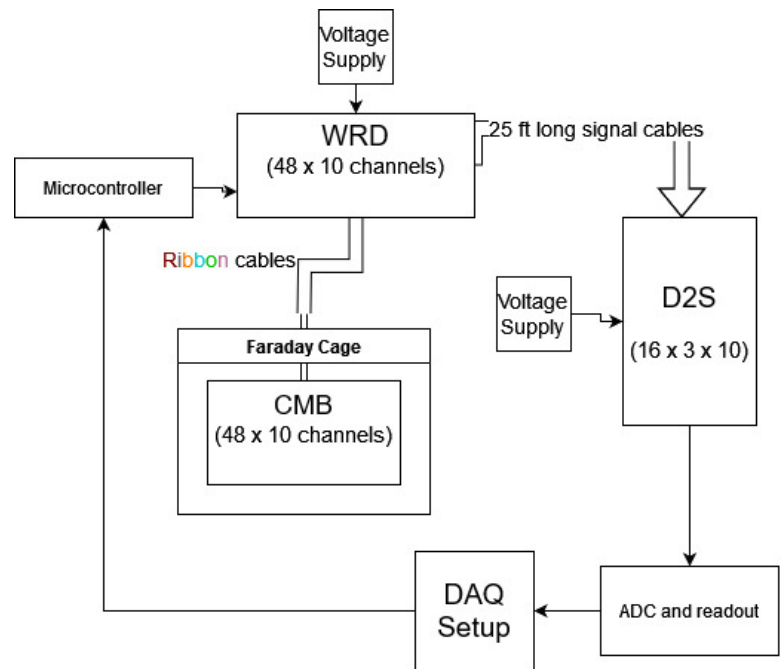 Voltage
Supply
WRD
(48 x 10 channels)
25 ft long signal cables
Microcontroller
Ribbon cables
Voltage
Supply
D2S
(16 x 3 x 10)
Faraday Cage
CMB
(48 x 10 channels)
DAQ
Setup
ADC and readout